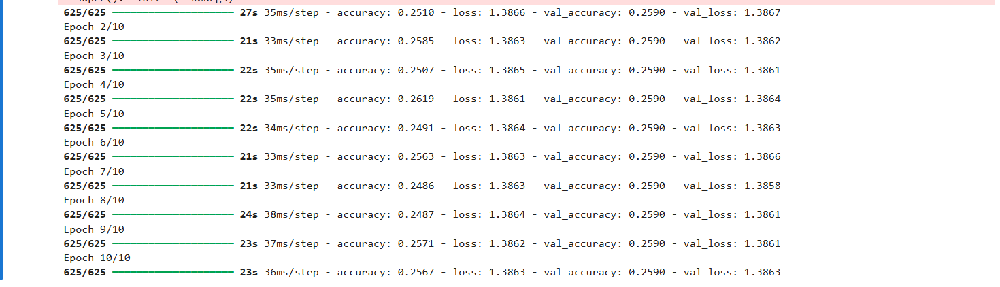 super().__init__(**kwargs)
625/625 ━━━━━━━━━━━━━━━━━━━━ 27s 35ms/step - accuracy: 0.2510 - loss: 1.3866 - val_accuracy: 0.2590 - val_loss: 1.3867
Epoch 2/10
625/625 ━━━━━━━━━━━━━━━━━━━━ 21s 33ms/step - accuracy: 0.2585 - loss: 1.3863 - val_accuracy: 0.2590 - val_loss: 1.3862
Epoch 3/10
625/625 ━━━━━━━━━━━━━━━━━━━━ 22s 35ms/step - accuracy: 0.2507 - loss: 1.3865 - val_accuracy: 0.2590 - val_loss: 1.3861
Epoch 4/10
625/625 ━━━━━━━━━━━━━━━━━━━━ 22s 35ms/step - accuracy: 0.2619 - loss: 1.3861 - val_accuracy: 0.2590 - val_loss: 1.3864
Epoch 5/10
625/625 ━━━━━━━━━━━━━━━━━━━━ 22s 34ms/step - accuracy: 0.2491 - loss: 1.3864 - val_accuracy: 0.2590 - val_loss: 1.3863
Epoch 6/10
625/625 ━━━━━━━━━━━━━━━━━━━━ 21s 33ms/step - accuracy: 0.2563 - loss: 1.3863 - val_accuracy: 0.2590 - val_loss: 1.3866
Epoch 7/10
625/625 ━━━━━━━━━━━━━━━━━━━━ 21s 33ms/step - accuracy: 0.2486 - loss: 1.3863 - val_accuracy: 0.2590 - val_loss: 1.3858
Epoch 8/10
625/625 ━━━━━━━━━━━━━━━━━━━━ 24s 38ms/step - accuracy: 0.2487 - loss: 1.3864 - val_accuracy: 0.2590 - val_loss: 1.3861
Epoch 9/10
625/625 ━━━━━━━━━━━━━━━━━━━━ 23s 37ms/step - accuracy: 0.2571 - loss: 1.3862 - val_accuracy: 0.2590 - val_loss: 1.3861
Epoch 10/10
625/625 ━━━━━━━━━━━━━━━━━━━━ 23s 36ms/step - accuracy: 0.2567 - loss: 1.3863 - val_accuracy: 0.2590 - val_loss: 1.3863